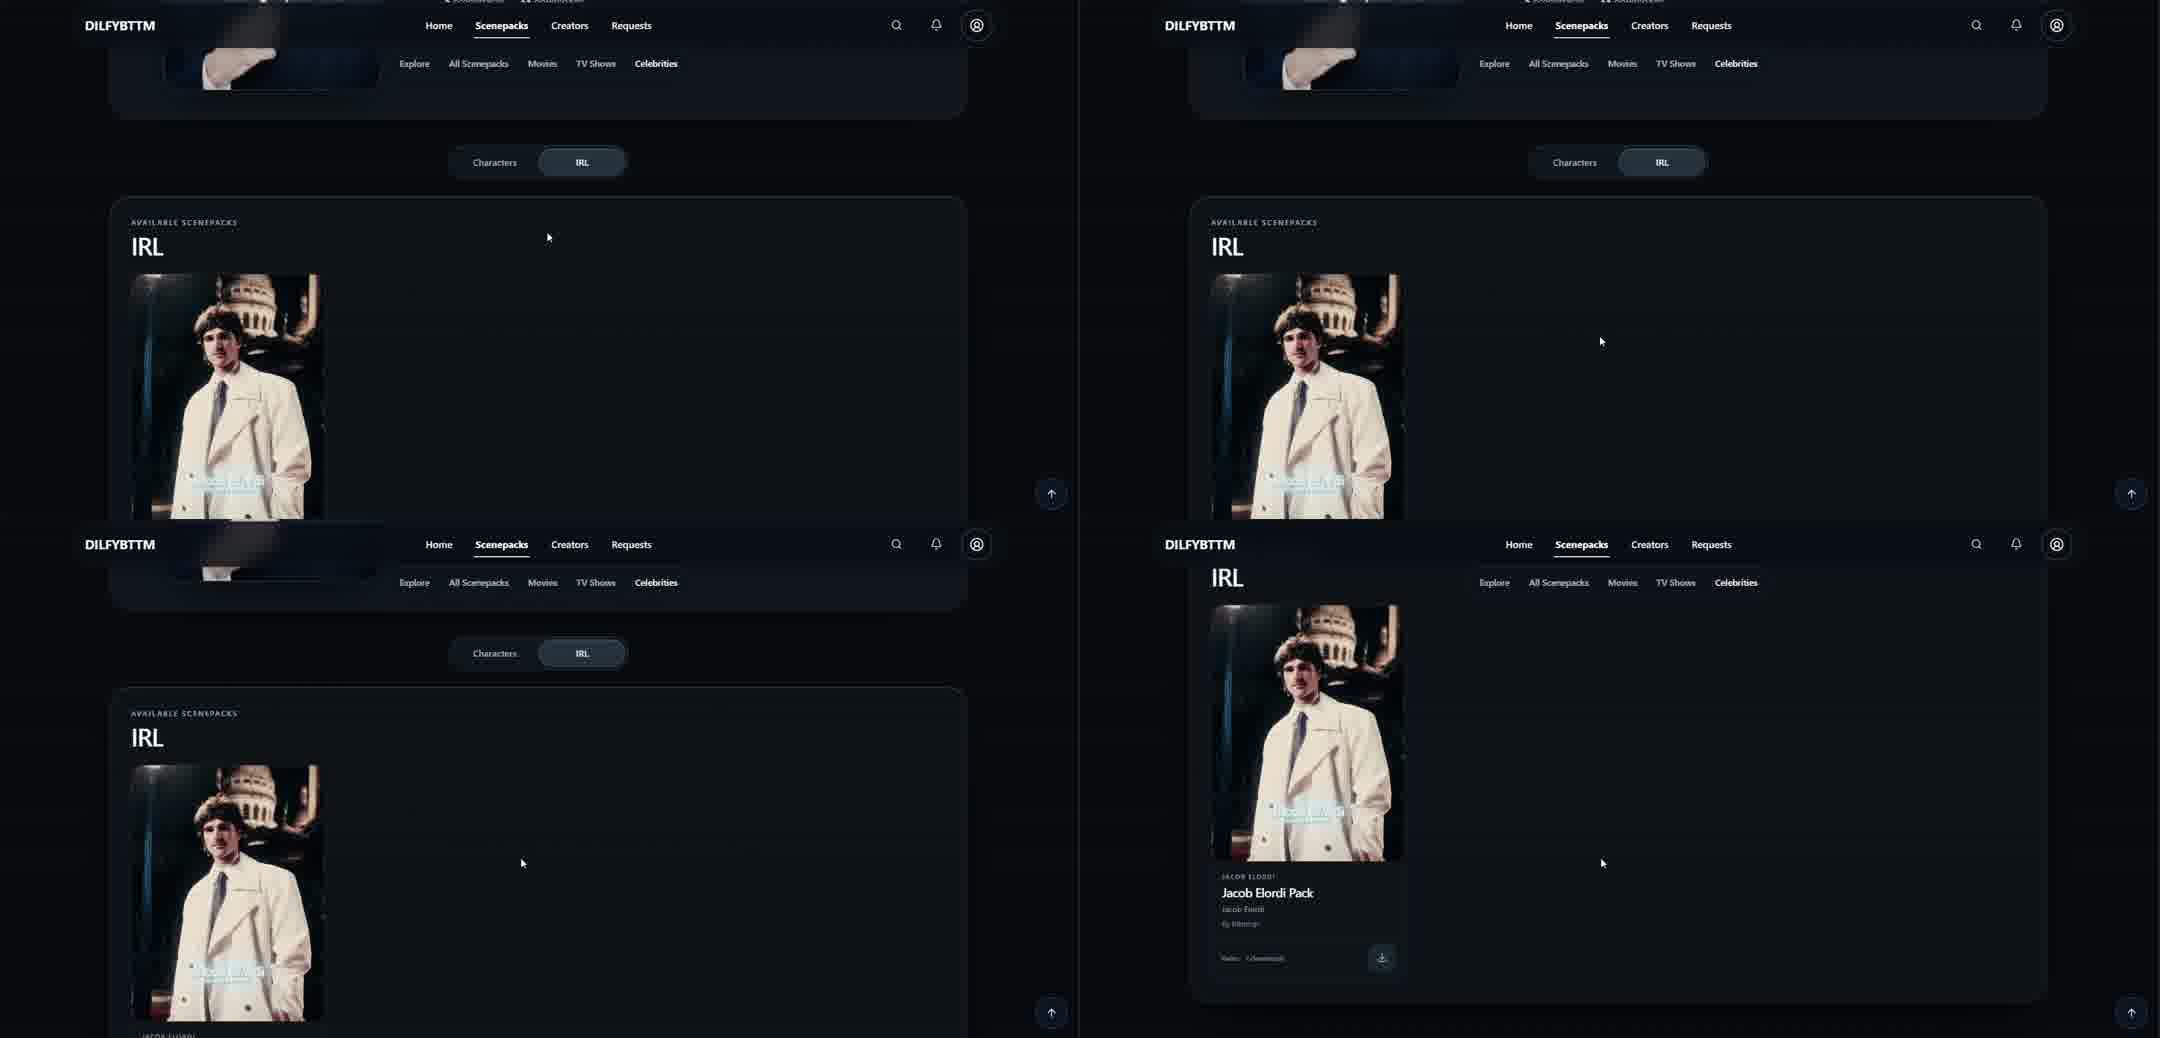 DILFYBTTM
Home Scenepacks Creators Requests
Explore All Scenepacks Movies TV Shows Celebrities
Characters IRL
AVAILABLE SCENEPACKS
IRL
DILFYBTTM
Home Scenepacks Creators Requests
Explore All Scenepacks Movies TV Shows Celebrities
Characters IRL
AVAILABLE SCENEPACKS
IRL
DILFYBTTM
Home Scenepacks Creators Requests
Explore All Scenepacks Movies TV Shows Celebrities
Characters IRL
AVAILABLE SCENEPACKS
IRL
JACOB ELORDI
DILFYBTTM
Home Scenepacks Creators Requests
IRL
Explore All Scenepacks Movies TV Shows Celebrities
JACOB ELORDI
Jacob Elordi Pack
Jacob Elordi